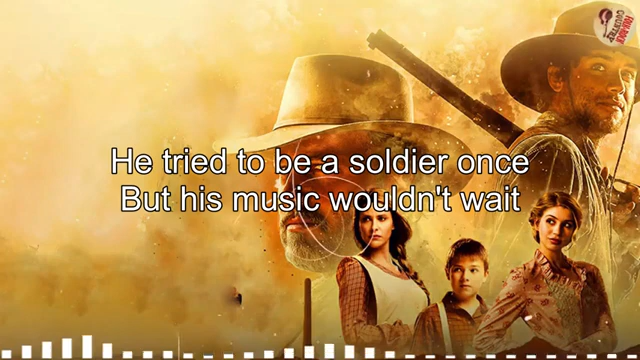 He tried to be a soldier once
But his music wouldn't wait